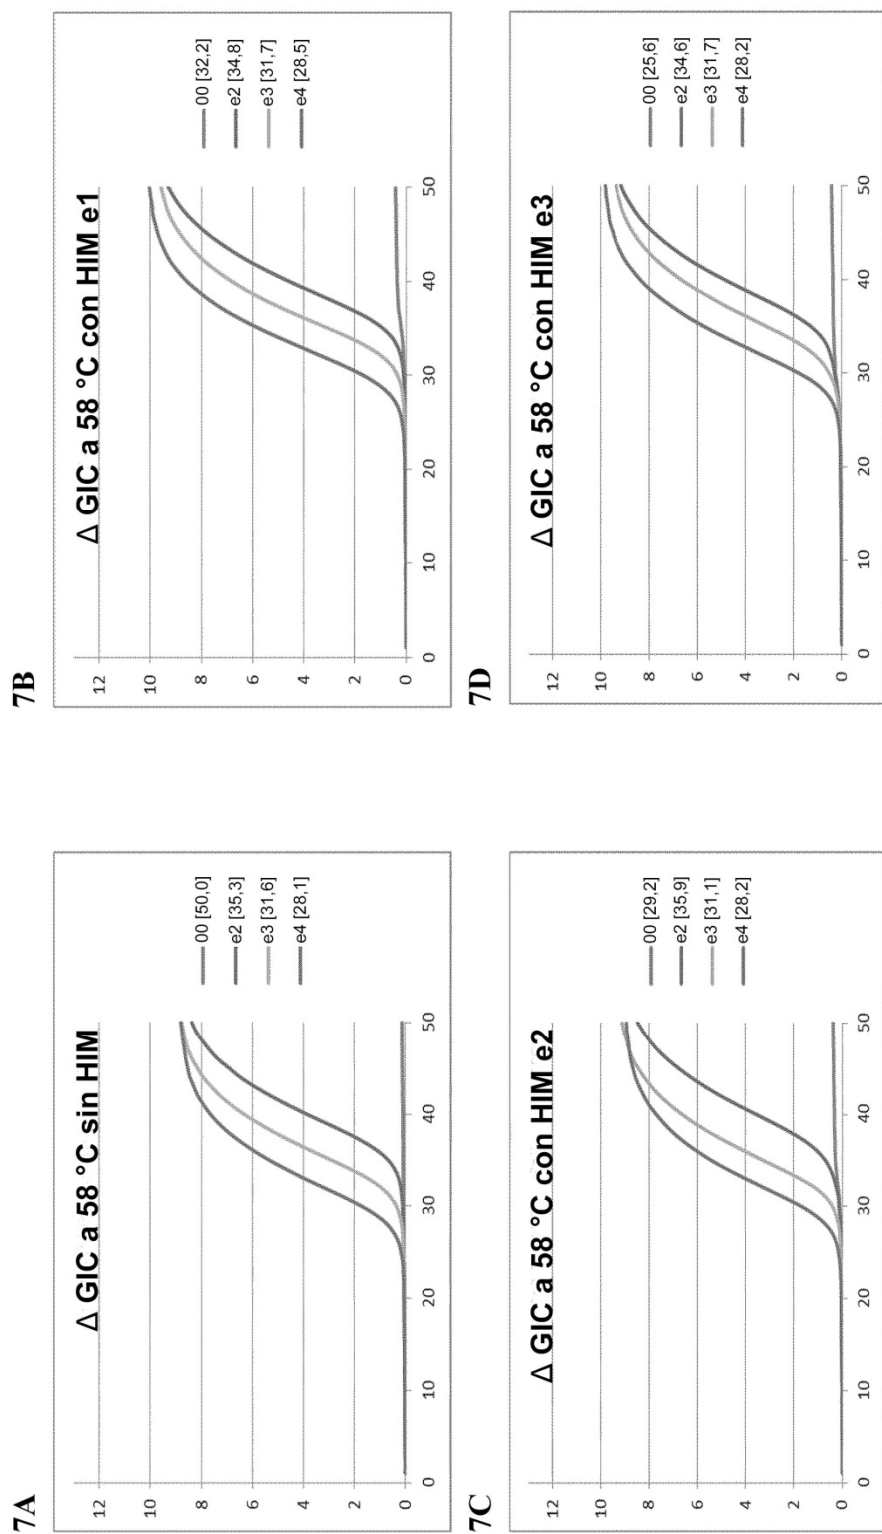 7A
Δ GIC a 58 °C sin HIM
12
10
8
6
4
2
0
0
10
20
30
40
50
00 [50,0]
e2 [35,3]
e3 [31,6]
e4 [28,1]
7B
Δ GIC a 58 °C con HIM e1
12
10
8
6
4
2
0
0
10
20
30
40
50
00 [32,2]
e2 [34,8]
e3 [31,7]
e4 [28,5]
7C
Δ GIC a 58 °C con HIM e2
12
10
8
6
4
2
0
0
10
20
30
40
50
00 [29,2]
e2 [35,9]
e3 [31,1]
e4 [28,2]
7D
Δ GIC a 58 °C con HIM e3
12
10
8
6
4
2
0
0
10
20
30
40
50
00 [25,6]
e2 [34,6]
e3 [31,7]
e4 [28,2]